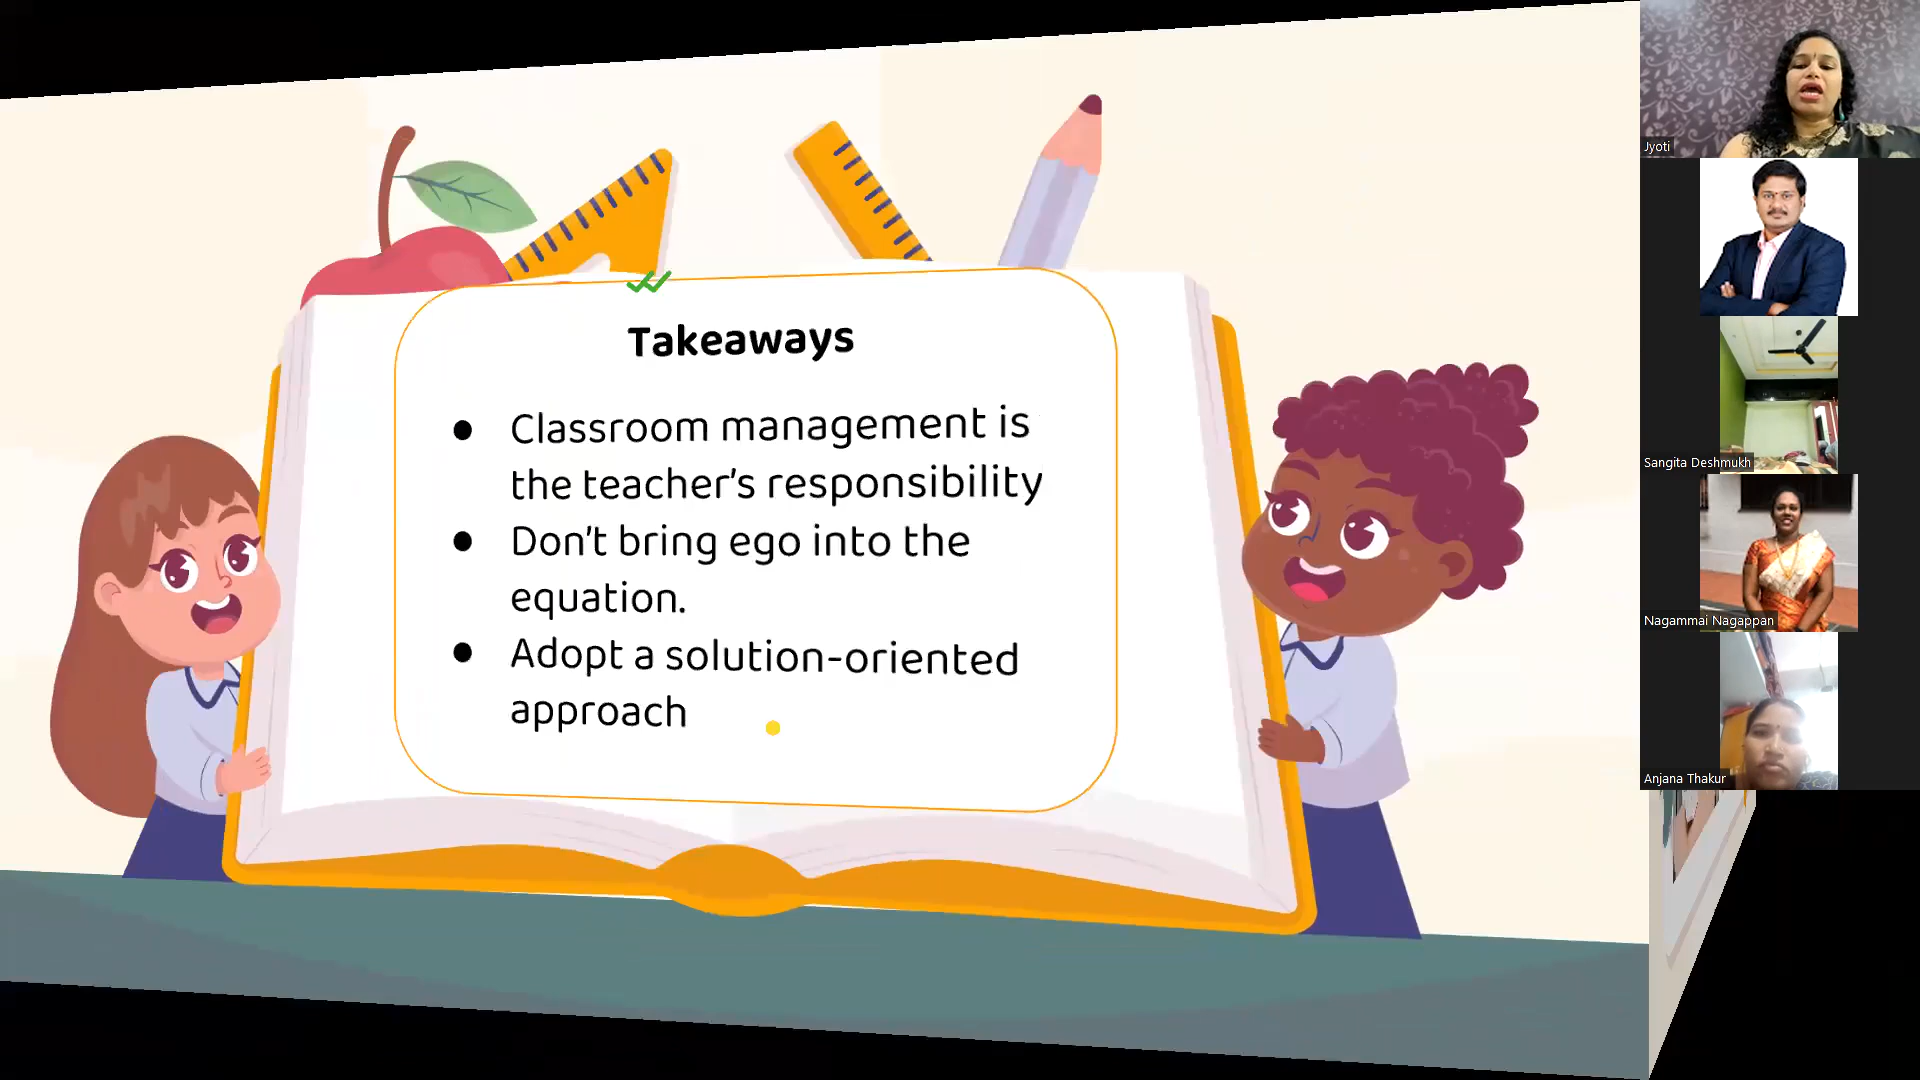 Takeaways
● Classroom management is
the teacher’s responsibility
● Don’t bring ego into the
equation.
● Adopt a solution-oriented
approach
Jyoti
Sangita Deshmukh
Nagammai Nagappan
Anjana Thakur